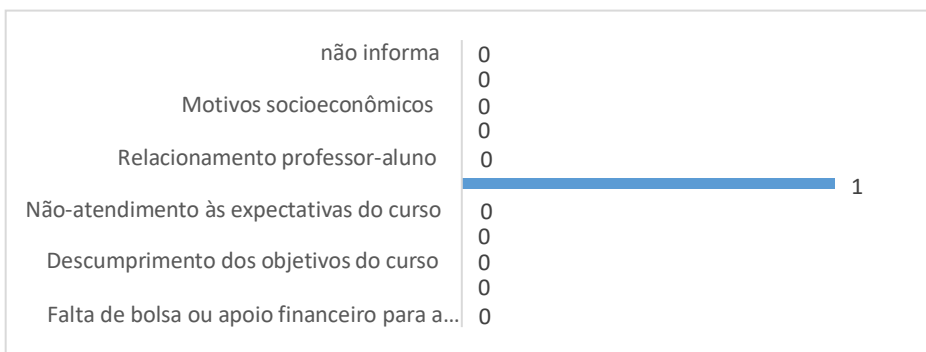 não informa 0
0
Motivos socioeconômicos 0
0
Relacionamento professor-aluno 0
1
Não-atendimento às expectativas do curso 0
0
Descumprimento dos objetivos do curso 0
0
Falta de bolsa ou apoio financeiro para a... 0